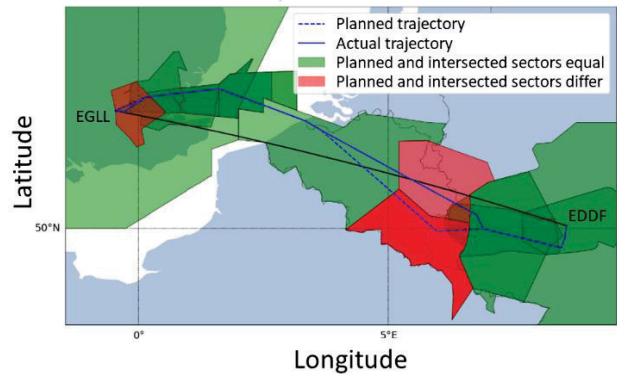 Planned trajectory
Actual trajectory
Planned and intersected sectors equal
Planned and intersected sectors differ
EGLL
EDDF
Latitude
50°N
0°
5°E
Longitude